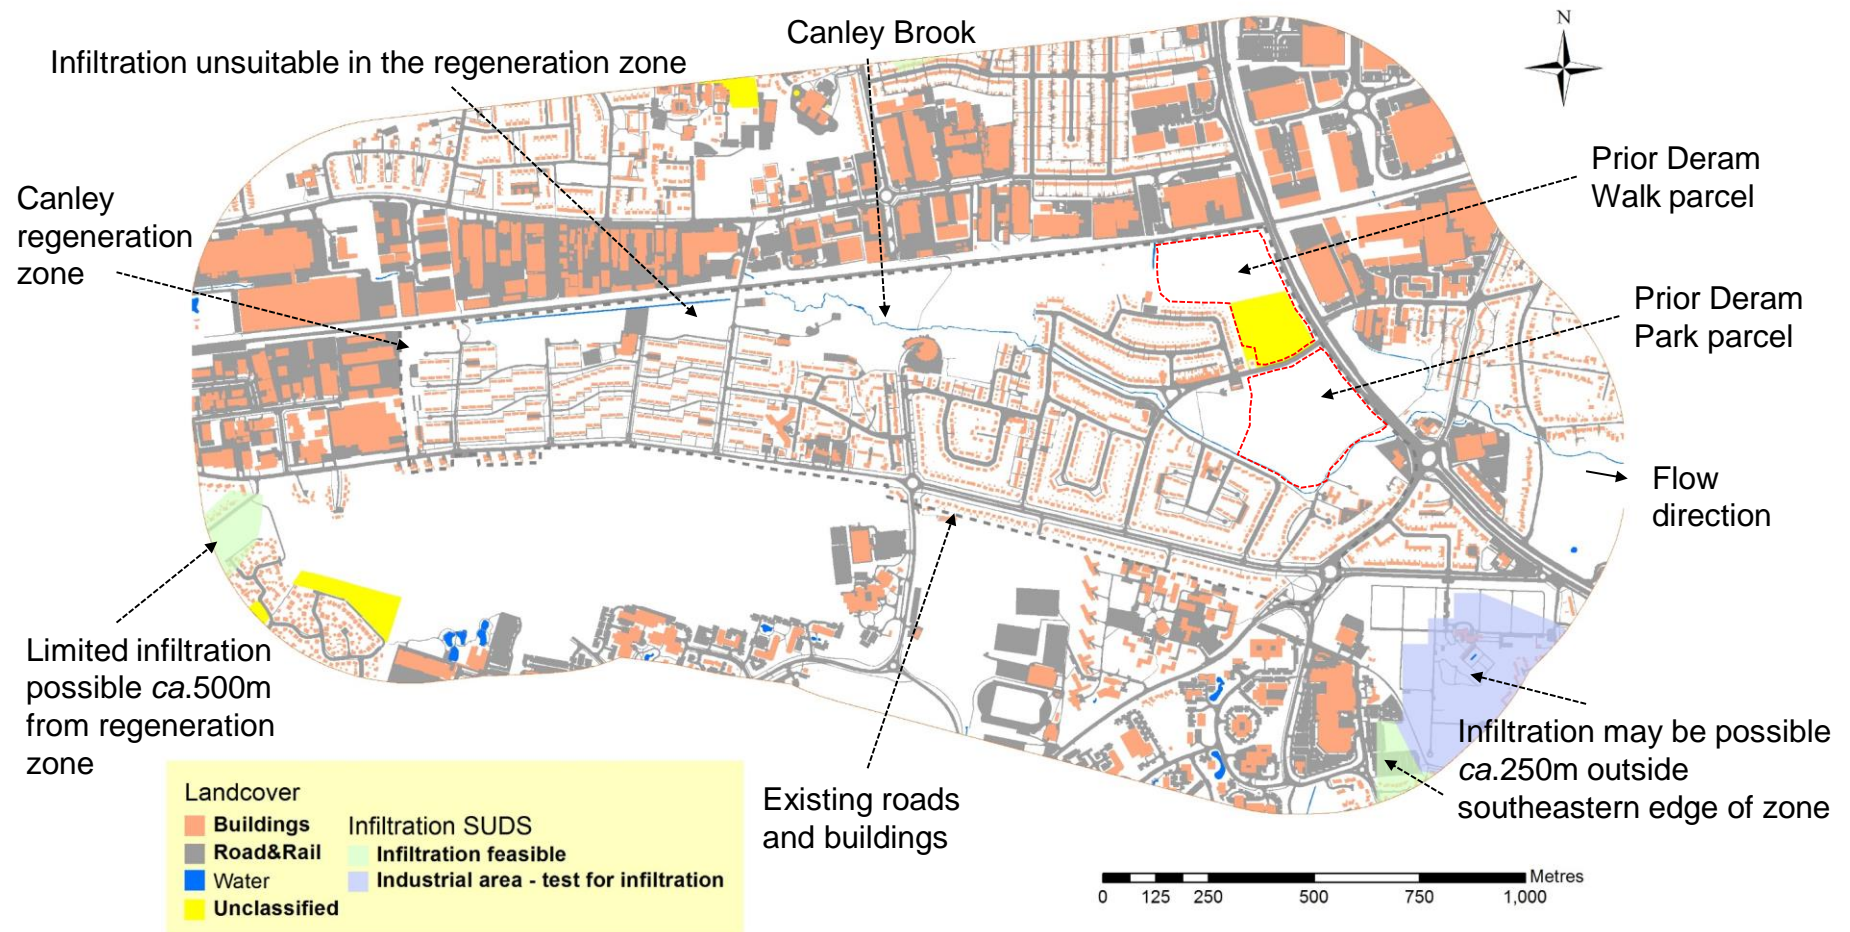 Canley Brook
N
Infiltration unsuitable in the regeneration zone
Prior Deram
Walk parcel
Canley
regeneration
zone
Prior Deram
Park parcel
Flow
direction
Limited infiltration
possible ca.500m
from regeneration
zone
Infiltration may be possible
ca.250m outside
southeastern edge of zone
Existing roads
and buildings
Landcover
Buildings
Road&Rail
Water
Unclassified
Infiltration SUDS
Infiltration feasible
Industrial area - test for infiltration
Metres
0 125 250 500 750 1,000